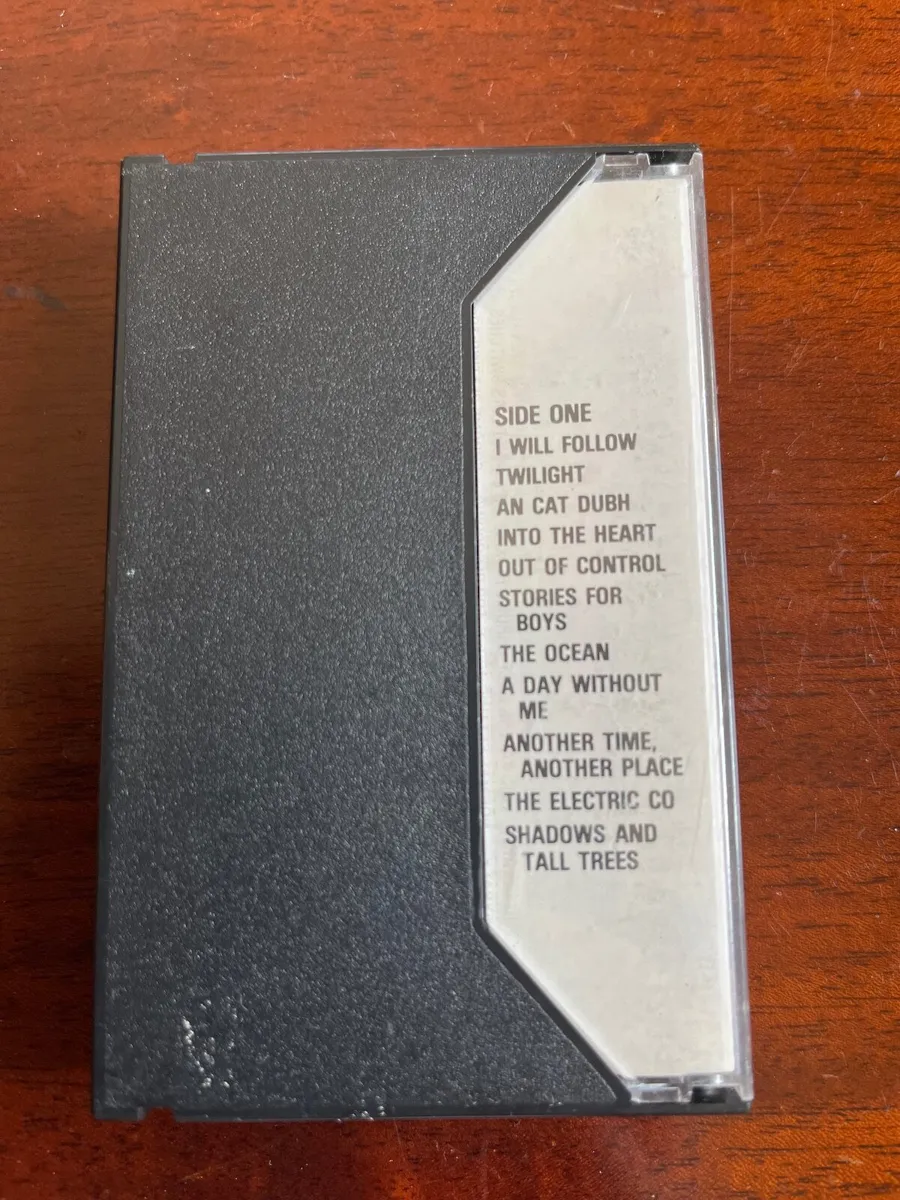 SIDE ONE
I WILL FOLLOW
TWILIGHT
AN CAT DUBH
INTO THE HEART
OUT OF CONTROL
STORIES FOR
BOYS
THE OCEAN
A DAY WITHOUT
ME
ANOTHER TIME,
ANOTHER PLACE
THE ELECTRIC CO
SHADOWS AND
TALL TREES